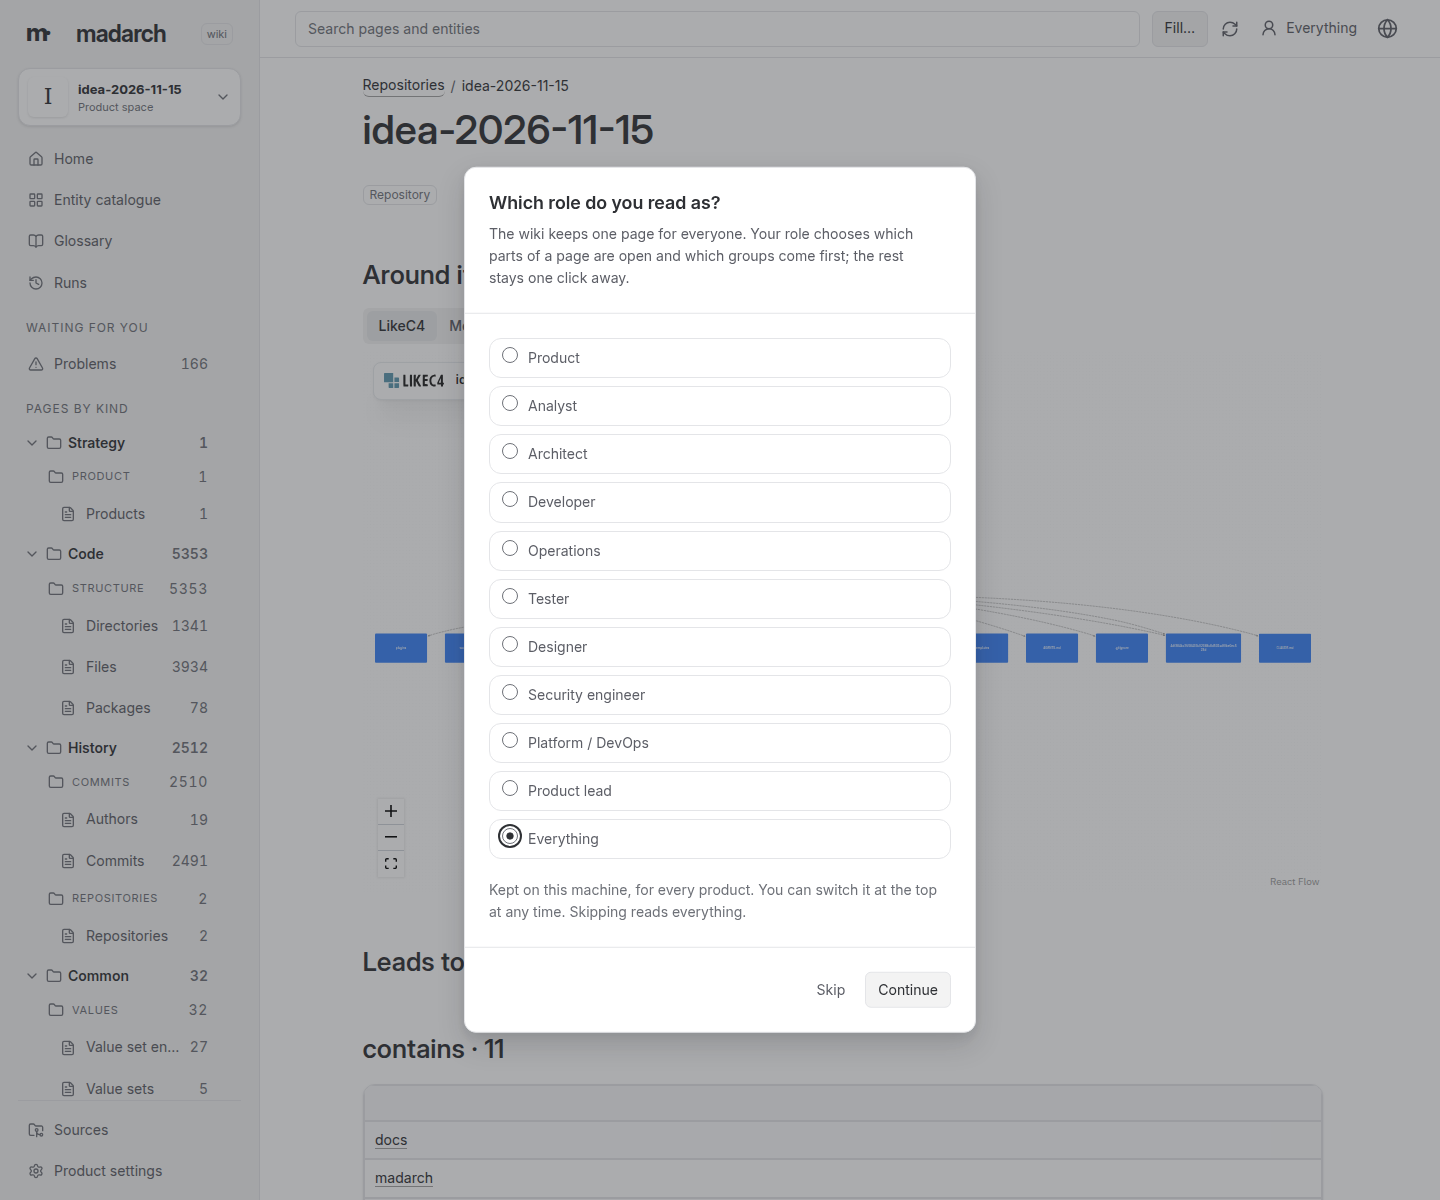 m·
madarch
wiki
I
idea-2026-11-15
Product space
Home
Entity catalogue
Glossary
Runs
WAITING FOR YOU
Problems 166
PAGES BY KIND
Strategy 1
PRODUCT 1
Products 1
Code 5353
STRUCTURE 5353
Directories 1341
Files 3934
Packages 78
History 2512
COMMITS 2510
Authors 19
Commits 2491
REPOSITORIES 2
Repositories 2
Common 32
VALUES 32
Value set en... 27
Value sets 5
Sources
Product settings
Search pages and entities
Fill...
Everything
Repositories / idea-2026-11-15
idea-2026-11-15
Repository
Around i
LikeC4
LIKEC4
Which role do you read as?
The wiki keeps one page for everyone. Your role chooses which
parts of a page are open and which groups come first; the rest
stays one click away.
Product
Analyst
Architect
Developer
Operations
Tester
Designer
Security engineer
Platform / DevOps
Product lead
Everything
Kept on this machine, for every product. You can switch it at the top
at any time. Skipping reads everything.
Skip
Continue
React Flow
Leads to
contains · 11
docs
madarch